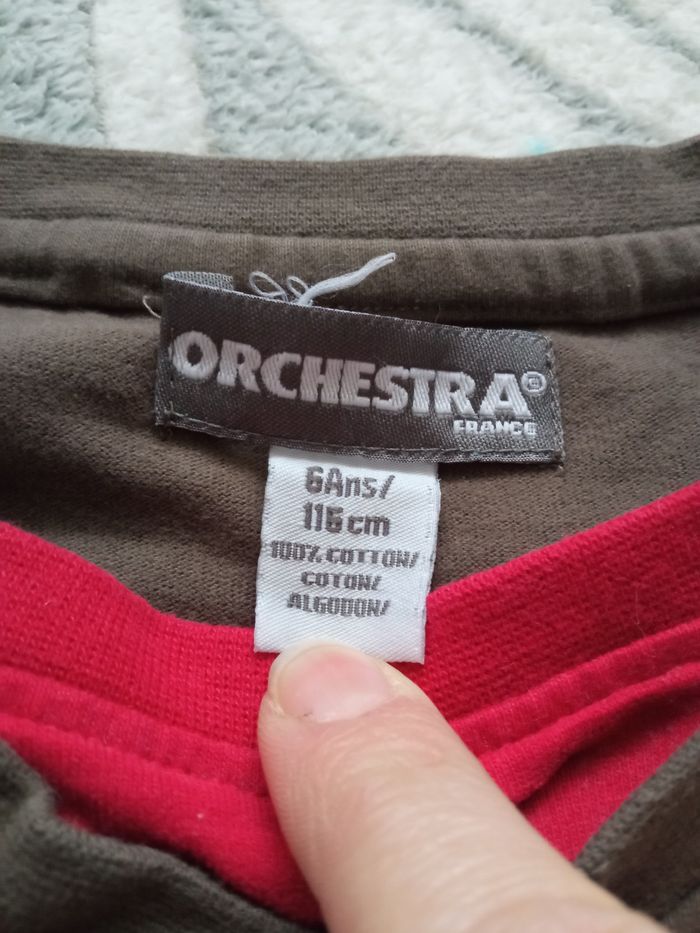 ORCHESTRA®
FRANCE
6Ans/
116cm
100% COTTON/
COTON/
ALGODON/